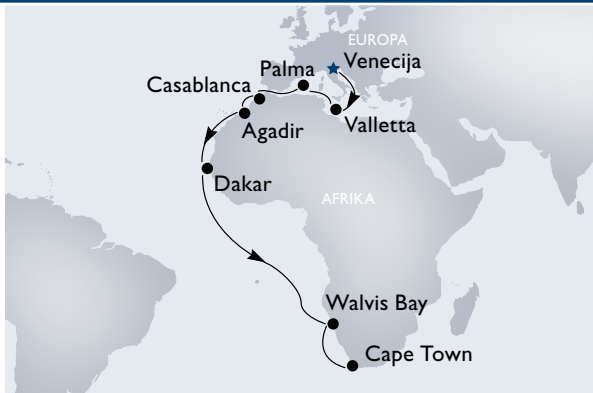 EUROPA
Venecija
Palma
Casablanca
Valletta
Agadir
Dakar
AFRIKA
Walvis Bay
Cape Town